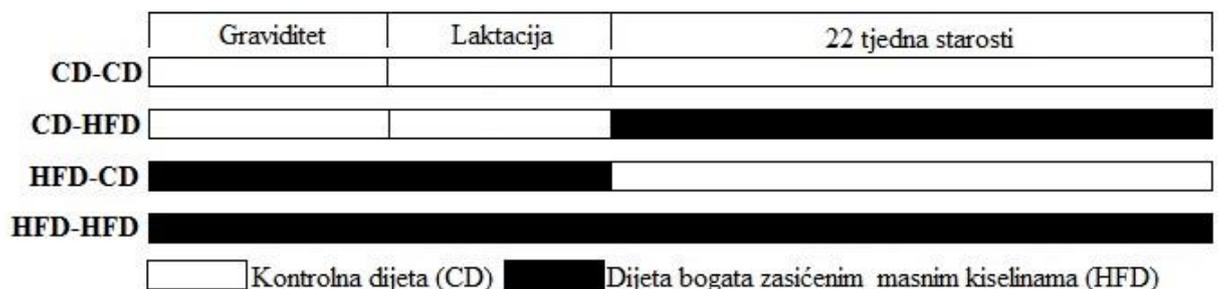 Graviditet Laktacija 22 tjedna starosti
CD-CD
CD-HFD
HFD-CD
HFD-HFD
Kontrolna dijeta (CD) Dijeta bogata zasićenim masnim kiselinama (HFD)